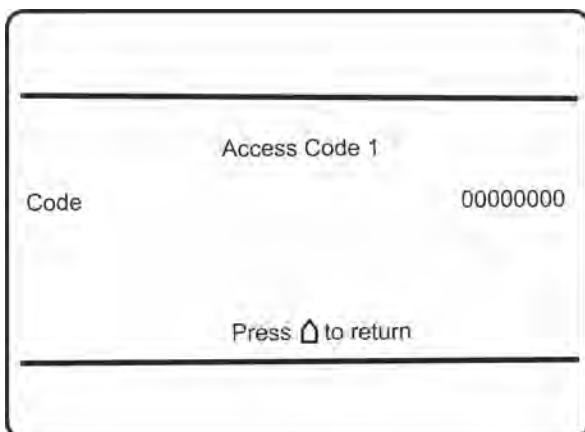 Access Code 1
Code 00000000
Press to return